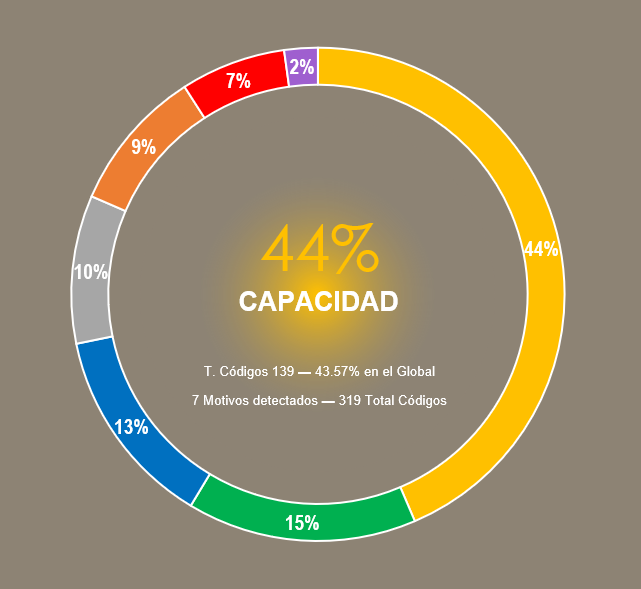 2%
7%
9%
44%
44%
10%
CAPACIDAD
T. Códigos 139 — 43.57% en el Global
7 Motivos detectados — 319 Total Códigos
13%
15%